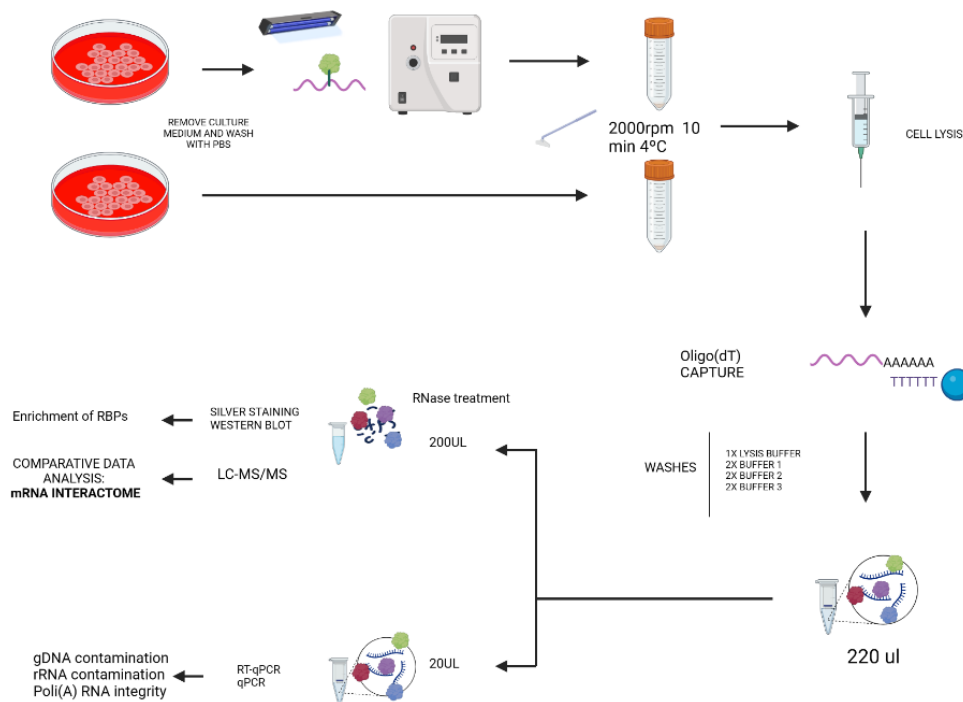 REMOVE CULTURE
MEDIUM AND WASH
WITH PBS
2000rpm 10
min 4ºC
CELL LYSIS
Oligo(dT)
CAPTURE
AAAAAA
TTTTTT
WASHES
1X LYSIS BUFFER
2X BUFFER 1
2X BUFFER 2
2X BUFFER 3
220 ul
RNase treatment
200UL
SILVER STAINING
WESTERN BLOT
Enrichment of RBPs
LC-MS/MS
COMPARATIVE DATA
ANALYSIS:
mRNA INTERACTOME
20UL
RT-qPCR
qPCR
gDNA contamination
rRNA contamination
Poli(A) RNA integrity